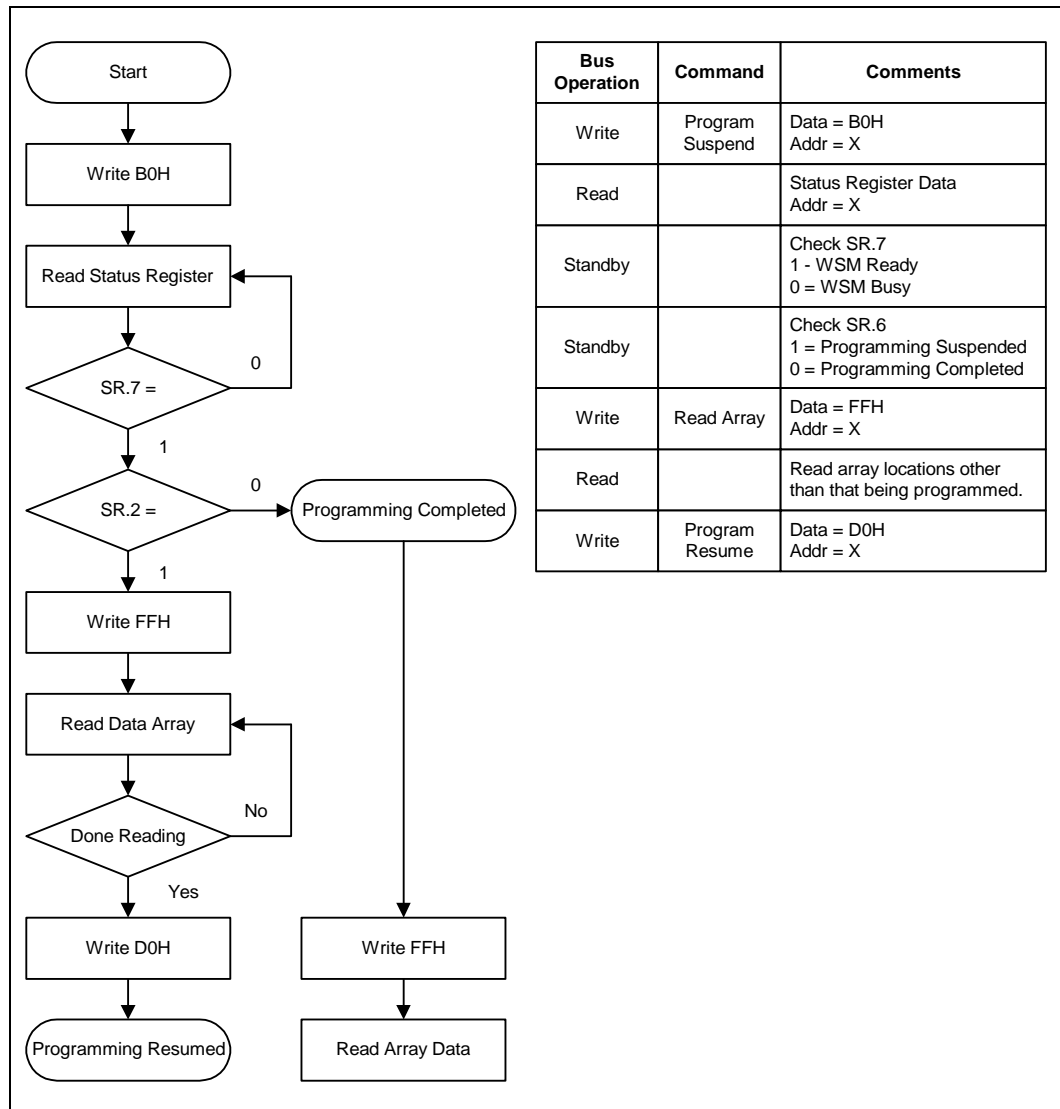 Start
Write B0H
Read Status Register
0
SR.7 =
1
0
SR.2 =
Programming Completed
1
Write FFH
Read Data Array
No
Done Reading
Yes
Write D0H
Write FFH
Programming Resumed
Read Array Data
Bus
Operation
Command
Comments
Write
Program
Suspend
Data = B0H
Addr = X
Read
Status Register Data
Addr = X
Standby
Check SR.7
1 - WSM Ready
0 = WSM Busy
Standby
Check SR.6
1 = Programming Suspended
0 = Programming Completed
Write
Read Array
Data = FFH
Addr = X
Read
Read array locations other
than that being programmed.
Write
Program
Resume
Data = D0H
Addr = X